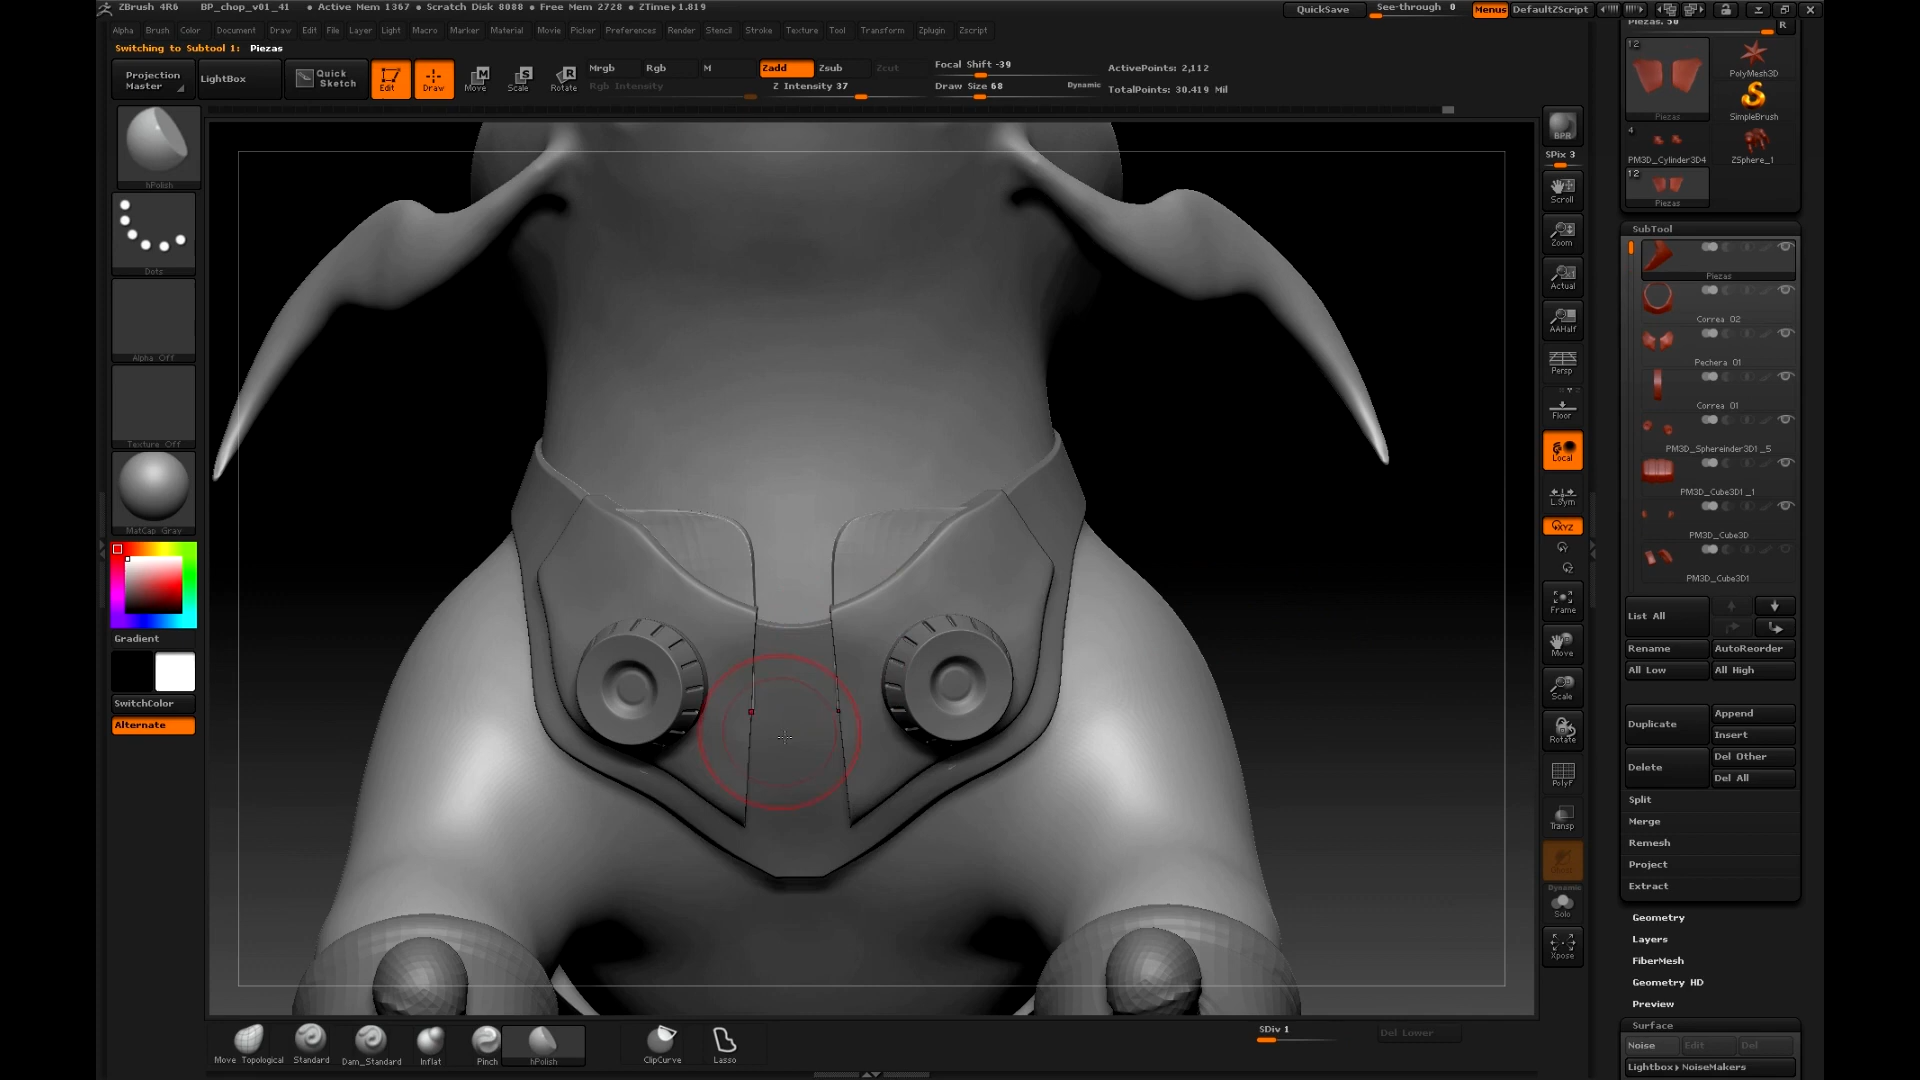 ZBrush 4R6 BP_chop_v01_41 • Active Mem 1367 • Scratch Disk 8088 • Free Mem 2728 • ZTime▸1.819 QuickSave See-through 0 Menus DefaultZScript
Alpha Brush Color Document Draw Edit File Layer Light Macro Marker Material Movie Picker Preferences Render Stencil Stroke Texture Tool Transform Zplugin Zscript
Switching to Subtool 1: Piezas
Projection Master
LightBox
Quick Sketch
Edit
Draw
Move
Scale
Rotate
Mrgb Rgb M
Rgb Intensity
Zadd Zsub Zcut
Z Intensity 37
Focal Shift -39
Draw Size 68
Dynamic
ActivePoints: 2,112
TotalPoints: 30.419 Mil
hPolish
Dots
Alpha Off
Texture Off
MatCap Gray
Gradient
SwitchColor
Alternate
BPR
SPix 3
Scroll
Zoom
Actual
AAHalf
Persp
Floor
Local
L.Sym
XYZ
Frame
Move
Scale
Rotate
PolyF
Transp
Dynamic
Solo
Xpose
Piezas. 50
R
12
Piezas
PolyMesh3D
SimpleBrush
4
PM3D_Cylinder3D4
ZSphere_1
12
Piezas
SubTool
Piezas
Correa 02
Pechera 01
Correa 01
PM3D_Sphereinder3D1_5
PM3D_Cube3D1_1
PM3D_Cube3D
PM3D_Cube3D1
List All
Rename AutoReorder
All Low All High
Duplicate
Append
Insert
Delete
Del Other
Del All
Split
Merge
Remesh
Project
Extract
Geometry
Layers
FiberMesh
Geometry HD
Preview
Surface
Noise Edit Del
Lightbox▸NoiseMakers
Move Topological
Standard
Dam_Standard
Inflat
Pinch
hPolish
ClipCurve
Lasso
SDiv 1
Del Lower